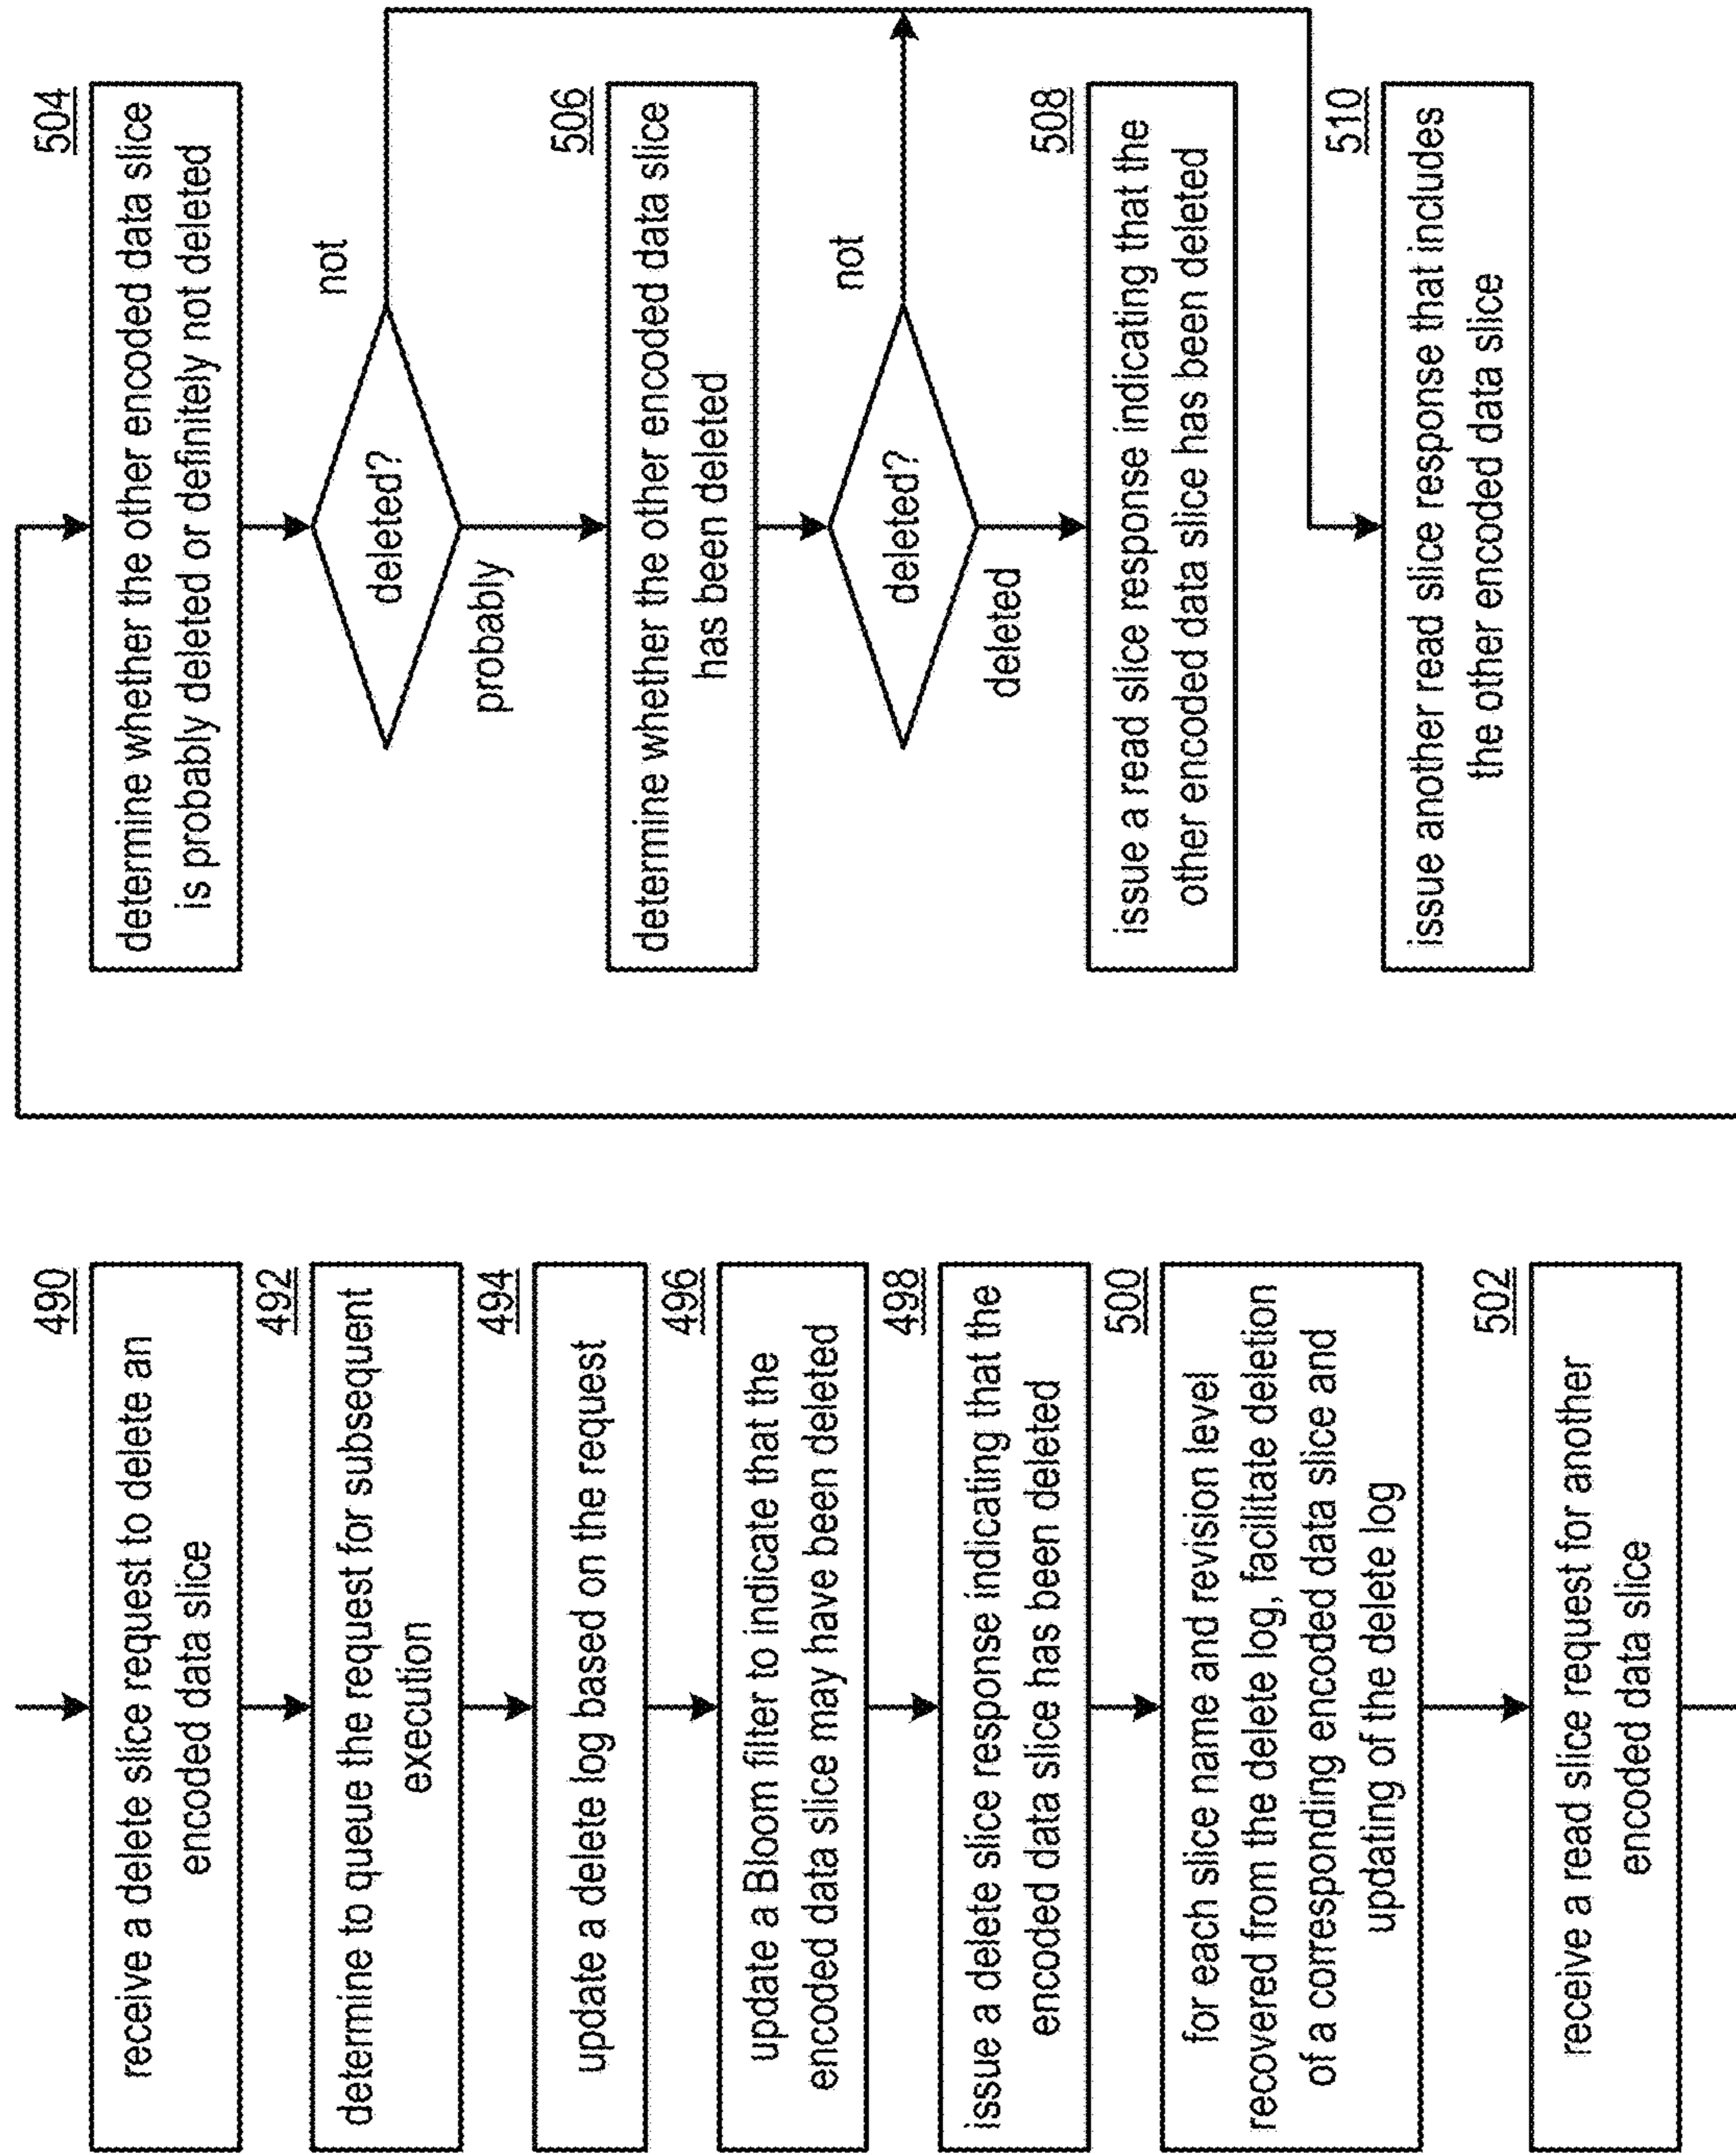 490
receive a delete slice request to delete an
encoded data slice
492
determine to queue the request for subsequent
execution
494
update a delete log based on the request
496
update a Bloom filter to indicate that the
encoded data slice may have been deleted
498
issue a delete slice response indicating that the
encoded data slice has been deleted
500
for each slice name and revision level
recovered from the delete log, facilitate deletion
of a corresponding encoded data slice and
updating of the delete log
502
receive a read slice request for another
encoded data slice
504
determine whether the other encoded data slice
is probably deleted or definitely not deleted
deleted?
not
probably
506
determine whether the other encoded data slice
has been deleted
deleted?
not
deleted
508
issue a read slice response indicating that the
other encoded data slice has been deleted
510
issue another read slice response that includes
the other encoded data slice